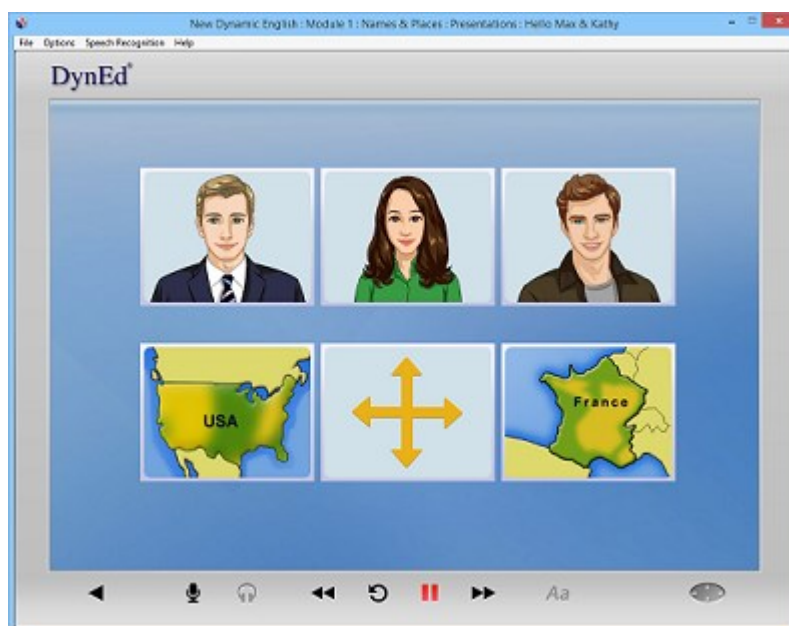 New Dynamic English : Module 1 : Names & Places : Presentations : Hello Max & Kathy
File Options Speech Recognition Help
DynEd®
USA
France
Aa